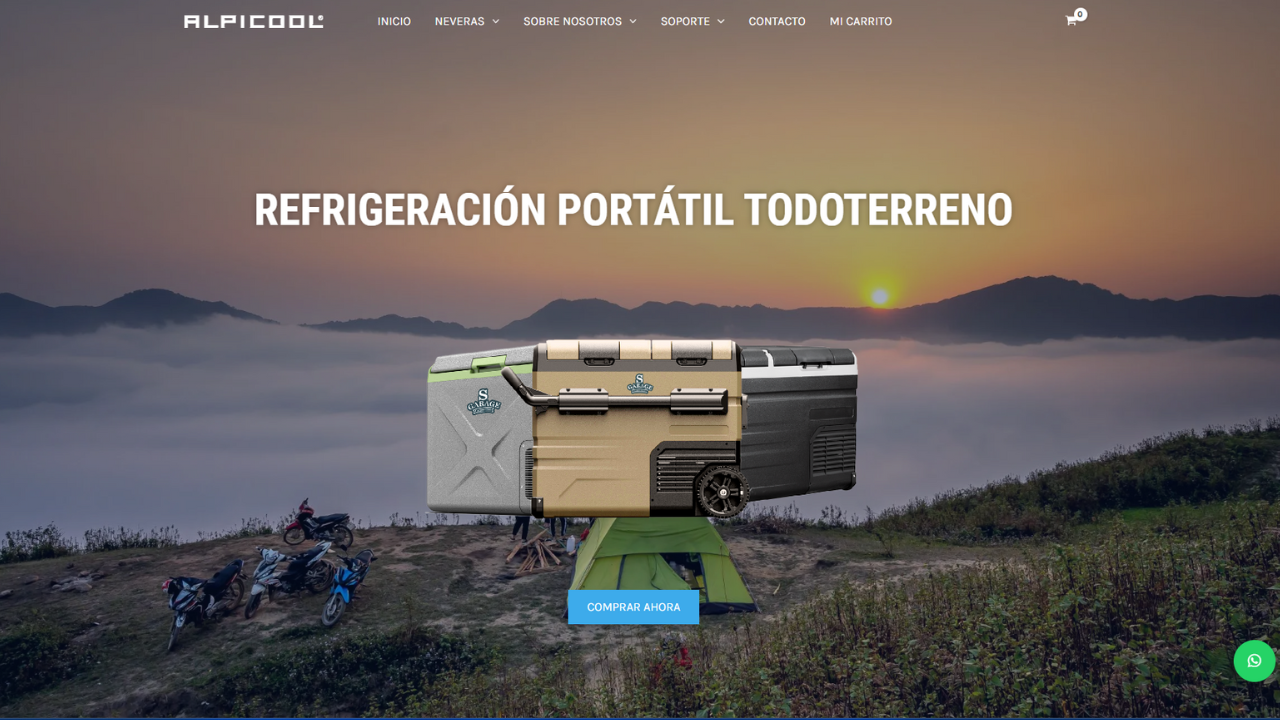 ALPICOOL®
INICIO
NEVERAS
SOBRE NOSOTROS
SOPORTE
CONTACTO
MI CARRITO
0
REFRIGERACIÓN PORTÁTIL TODOTERRENO
S
GARAGE
S
GARAGE
COMPRAR AHORA